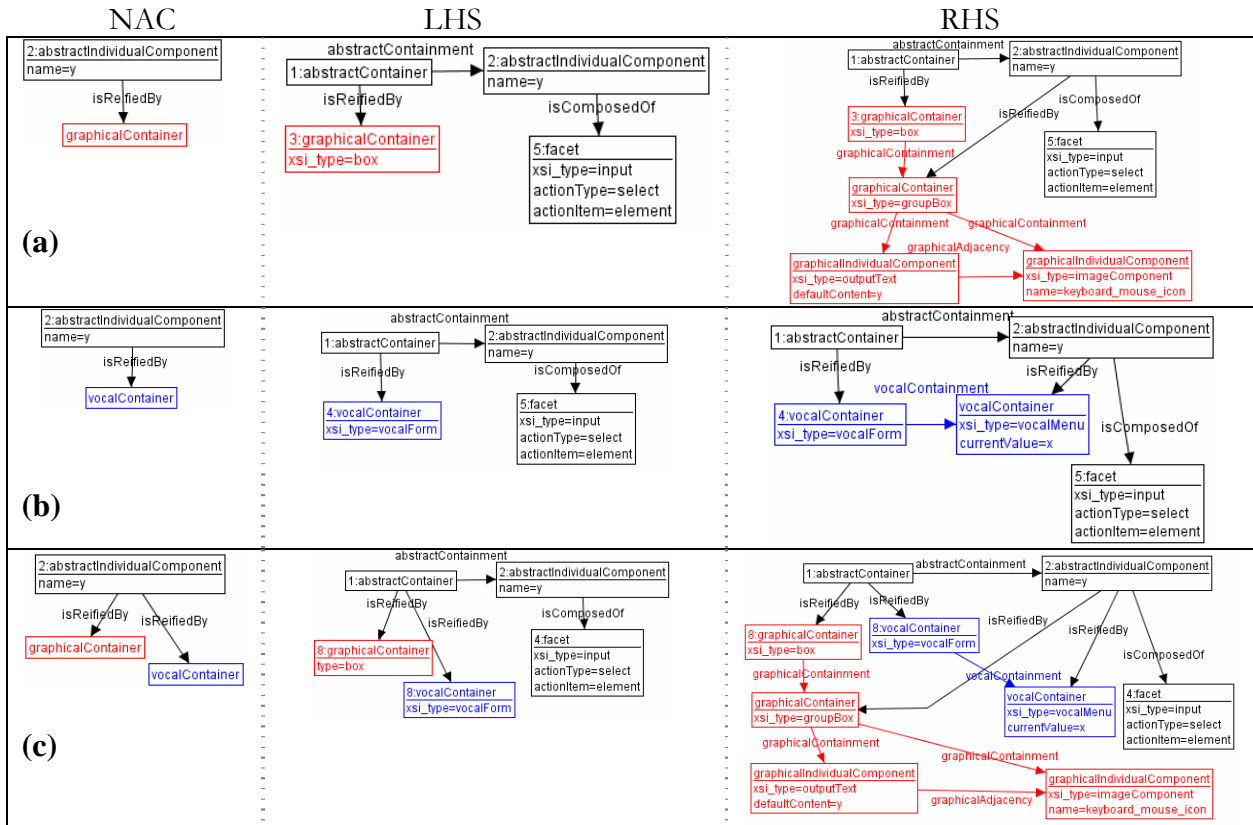 NAC
LHS
RHS
2:abstractIndividualComponent
name=y
isReifiedBy
graphicalContainer
abstractContainment
1:abstractContainer
2:abstractIndividualComponent
name=y
isReifiedBy
isComposedOf
3:graphicalContainer
xsi_type=box
5:facet
xsi_type=input
actionType=select
actionItem=element
abstractContainment
1:abstractContainer
2:abstractIndividualComponent
name=y
isReifiedBy
isComposedOf
isReifiedBy
3:graphicalContainer
xsi_type=box
5:facet
xsi_type=input
actionType=select
actionItem=element
graphicalContainment
graphicalContainer
xsi_type=groupBox
graphicalContainment
graphicalContainment
graphicalAdjacency
graphicalIndividualComponent
xsi_type=outputText
defaultContent=y
graphicalIndividualComponent
xsi_type=imageComponent
name=keyboard_mouse_icon
(a)
2:abstractIndividualComponent
name=y
isReifiedBy
vocalContainer
abstractContainment
1:abstractContainer
2:abstractIndividualComponent
name=y
isReifiedBy
isComposedOf
4:vocalContainer
xsi_type=vocalForm
5:facet
xsi_type=input
actionType=select
actionItem=element
abstractContainment
1:abstractContainer
2:abstractIndividualComponent
name=y
isReifiedBy
isReifiedBy
vocalContainment
4:vocalContainer
xsi_type=vocalForm
vocalContainer
xsi_type=vocalMenu
currentValue=x
isComposedOf
5:facet
xsi_type=input
actionType=select
actionItem=element
(b)
2:abstractIndividualComponent
name=y
isReifiedBy
isReifiedBy
graphicalContainer
vocalContainer
abstractContainment
1:abstractContainer
2:abstractIndividualComponent
name=y
isReifiedBy
isReifiedBy
isComposedOf
8:graphicalContainer
type=box
8:vocalContainer
xsi_type=vocalForm
4:facet
xsi_type=input
actionType=select
actionItem=element
1:abstractContainer
abstractContainment
2:abstractIndividualComponent
name=y
isReifiedBy
isReifiedBy
isReifiedBy
isReifiedBy
isComposedOf
8:graphicalContainer
xsi_type=box
8:vocalContainer
xsi_type=vocalForm
graphicalContainment
vocalContainment
graphicalContainer
xsi_type=groupBox
vocalContainer
xsi_type=vocalMenu
currentValue=x
4:facet
xsi_type=input
actionType=select
actionItem=element
graphicalContainment
graphicalContainment
graphicalIndividualComponent
xsi_type=outputText
defaultContent=y
graphicalAdjacency
graphicalIndividualComponent
xsi_type=imageComponent
name=keyboard_mouse_icon
(c)